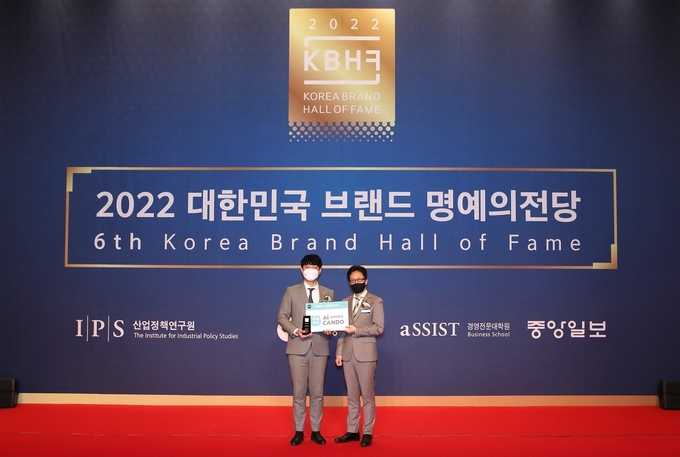 2022
KBHF
KOREA BRAND
HALL OF FAME
2022 대한민국 브랜드 명예의전당
6th Korea Brand Hall of Fame
IPS 산업정책연구원
The Institute for Industrial Policy Studies
aSSIST 경영전문대학원
Business School
중앙일보
Ai
CANDO